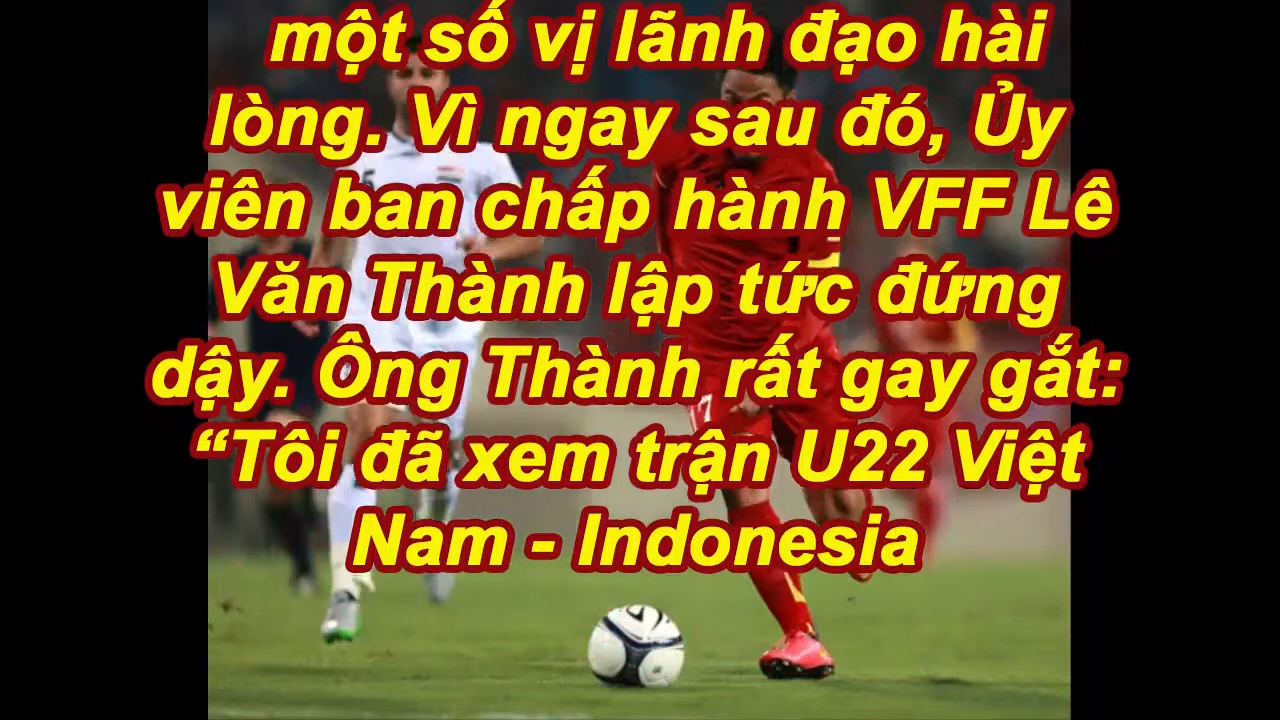 một số vị lãnh đạo hài
lòng. Vì ngay sau đó, Ủy
viên ban chấp hành VFF Lê
Văn Thành lập tức đứng
dậy. Ông Thành rất gay gắt:
“Tôi đã xem trận U22 Việt
Nam - Indonesia